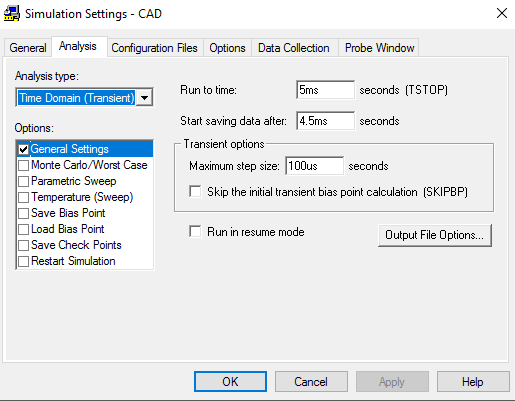 Simulation Settings - CAD
General Analysis Configuration Files Options Data Collection Probe Window
Analysis type:
Time Domain (Transient)
Options:
General Settings
Monte Carlo/Worst Case
Parametric Sweep
Temperature (Sweep)
Save Bias Point
Load Bias Point
Save Check Points
Restart Simulation
Run to time: 5ms seconds (TSTOP)
Start saving data after: 4.5ms seconds
Transient options
Maximum step size: 100us seconds
Skip the initial transient bias point calculation (SKIPBP)
Run in resume mode
Output File Options...
OK Cancel Apply Help